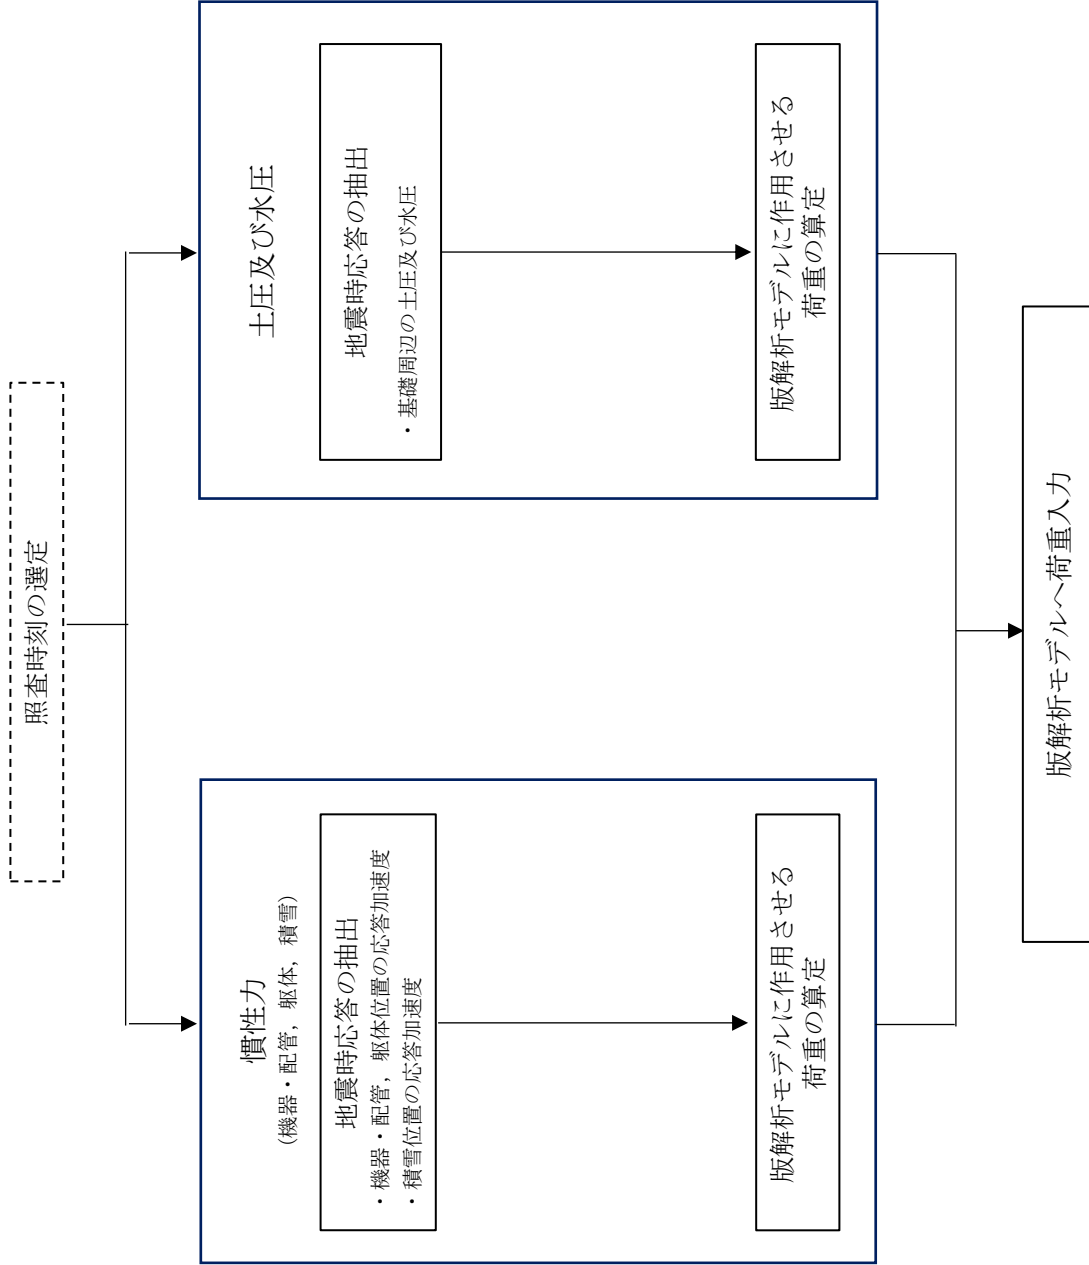 照査時刻の選定
慣性力
(機器・配管，躯体，積雪)
地震時応答の抽出
・機器・配管，躯体位置の応答加速度
・積雪位置の応答加速度
版解析モデルに作用させる
荷重の算定
土圧及び水圧
地震時応答の抽出
・基礎周辺の土圧及び水圧
版解析モデルに作用させる
荷重の算定
版解析モデルへ荷重入力